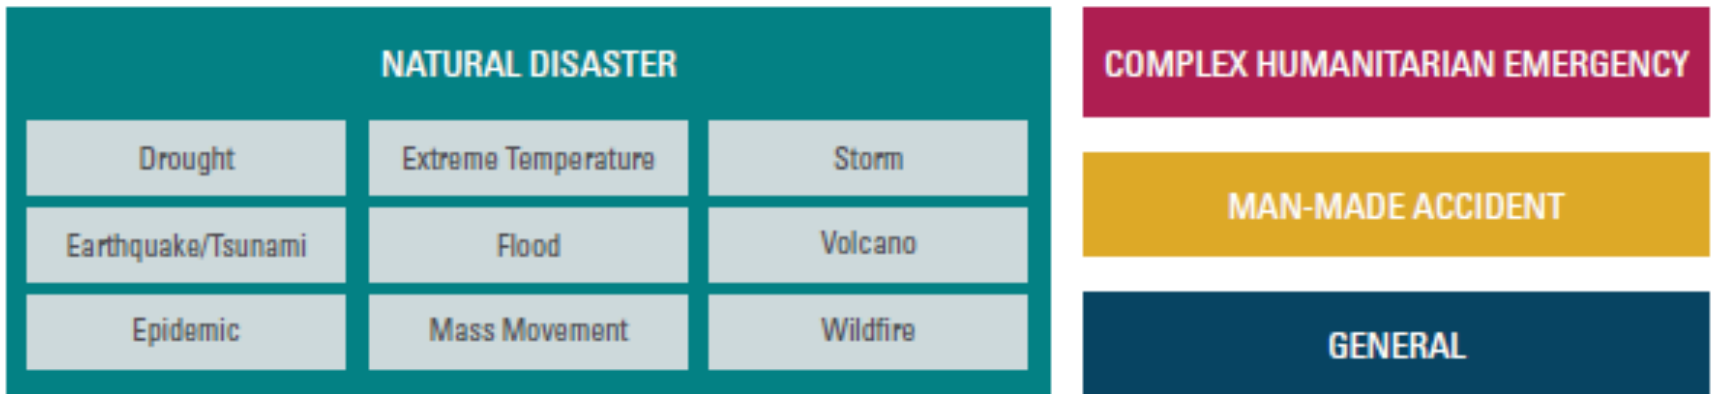 NATURAL DISASTER
Drought
Extreme Temperature
Storm
Earthquake/Tsunami
Flood
Volcano
Epidemic
Mass Movement
Wildfire
COMPLEX HUMANITARIAN EMERGENCY
MAN-MADE ACCIDENT
GENERAL